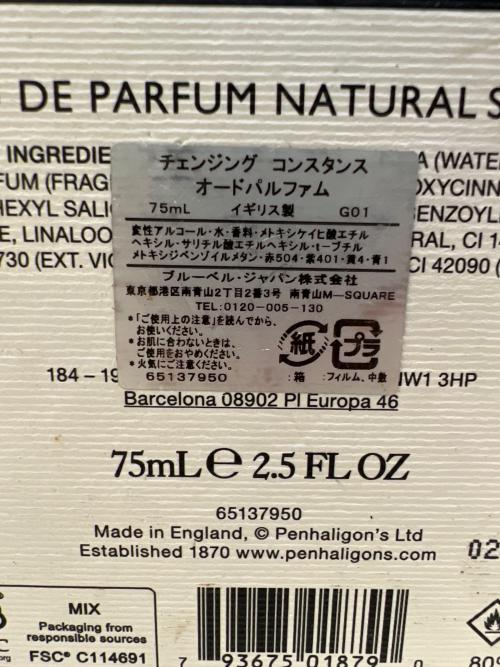 DE PARFUM NATURAL S
INGREDIE
チェンジング コンスタンス
A (WATE
FUM (FRAG
オードパルファム
OXYCINN
HEXYL SALI
75mL イギリス製 G01
BENZOYL
E, LINALOO
変性アルコール・水・香料・メトキシケイヒ酸エチル
RAL, CI 1
ヘキシル・サリチル酸エチルヘキシル・t-ブチル
730 (EXT. VIO
メトキシジベンゾイルメタン・赤504・紫401・黄4・青1
CI 42090 (
ブルーベル・ジャパン株式会社
東京都港区南青山2丁目2番3号 南青山M-SQUARE
TEL:0120-005-130
*「ご使用上の注意」を読んでから、
お使いください。
*お肌に合わないときは、
ご使用をおやめください。
*火気にご注意ください。
紙 プラ
184 – 19
65137950
:箱 :フィルム、中敷
NW1 3HP
Barcelona 08902 Pl Europa 46
75mL e 2.5 FL OZ
65137950
Made in England, © Penhaligon's Ltd
Established 1870 www.penhaligons.com
02
MIX
Packaging from
responsible sources
FSC® C114691
7 93675 01879 0
80